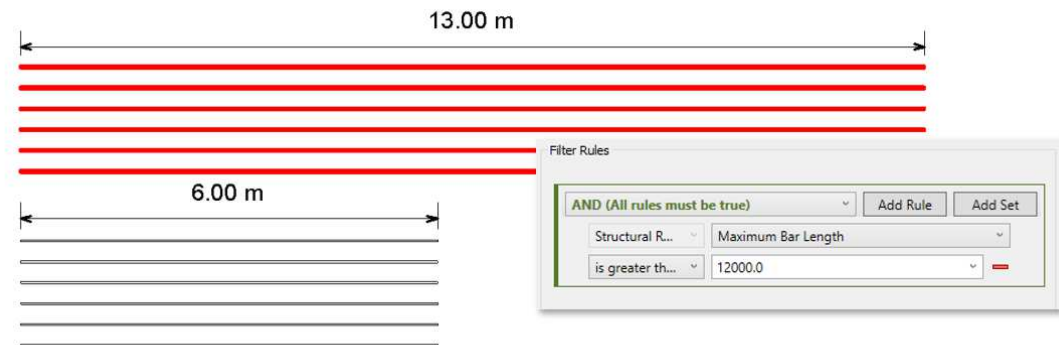 13.00 m
6.00 m
Filter Rules
AND (All rules must be true)
Add Rule
Add Set
Structural R...
Maximum Bar Length
is greater th...
12000.0